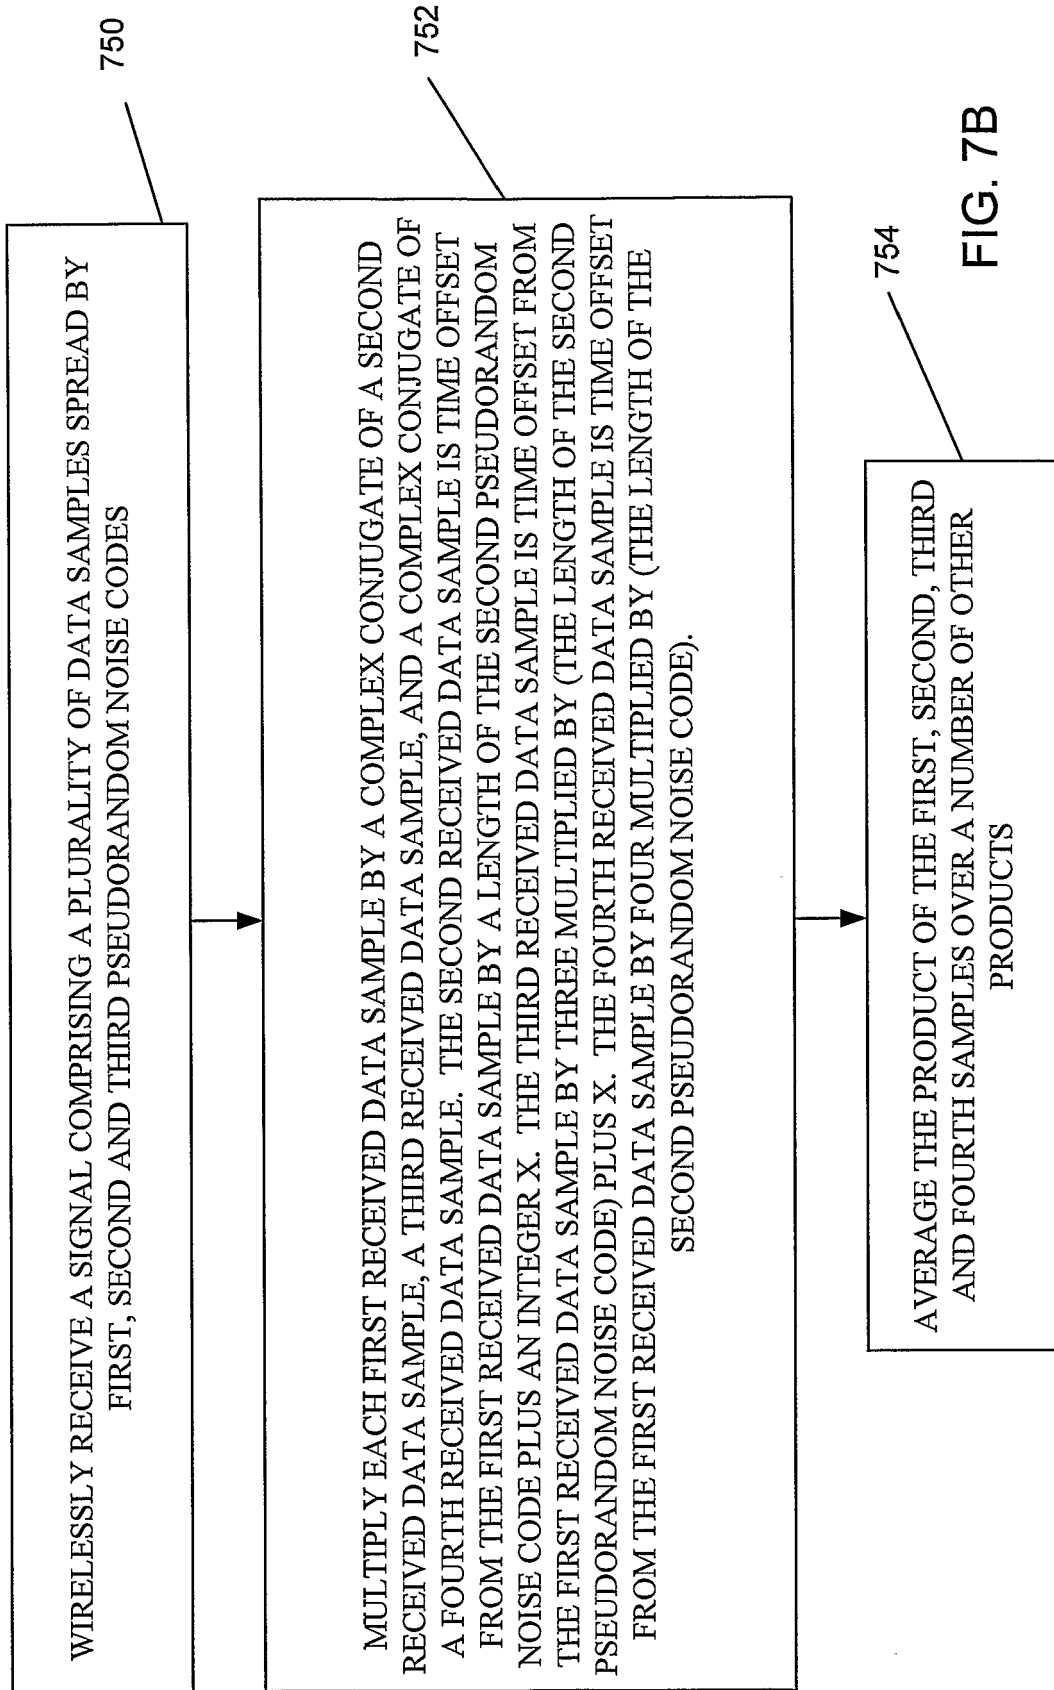 WIRELESSLY RECEIVE A SIGNAL COMPRISING A PLURALITY OF DATA SAMPLES SPREAD BY
FIRST, SECOND AND THIRD PSEUDORANDOM NOISE CODES
750
MULTIPLY EACH FIRST RECEIVED DATA SAMPLE BY A COMPLEX CONJUGATE OF A SECOND
RECEIVED DATA SAMPLE, A THIRD RECEIVED DATA SAMPLE, AND A COMPLEX CONJUGATE OF
A FOURTH RECEIVED DATA SAMPLE. THE SECOND RECEIVED DATA SAMPLE IS TIME OFFSET
FROM THE FIRST RECEIVED DATA SAMPLE BY A LENGTH OF THE SECOND PSEUDORANDOM
NOISE CODE PLUS AN INTEGER X. THE THIRD RECEIVED DATA SAMPLE IS TIME OFFSET FROM
THE FIRST RECEIVED DATA SAMPLE BY THREE MULTIPLIED BY (THE LENGTH OF THE SECOND
PSEUDORANDOM NOISE CODE) PLUS X. THE FOURTH RECEIVED DATA SAMPLE IS TIME OFFSET
FROM THE FIRST RECEIVED DATA SAMPLE BY FOUR MULTIPLIED BY (THE LENGTH OF THE
SECOND PSEUDORANDOM NOISE CODE).
752
AVERAGE THE PRODUCT OF THE FIRST, SECOND, THIRD
AND FOURTH SAMPLES OVER A NUMBER OF OTHER
PRODUCTS
754
FIG. 7B